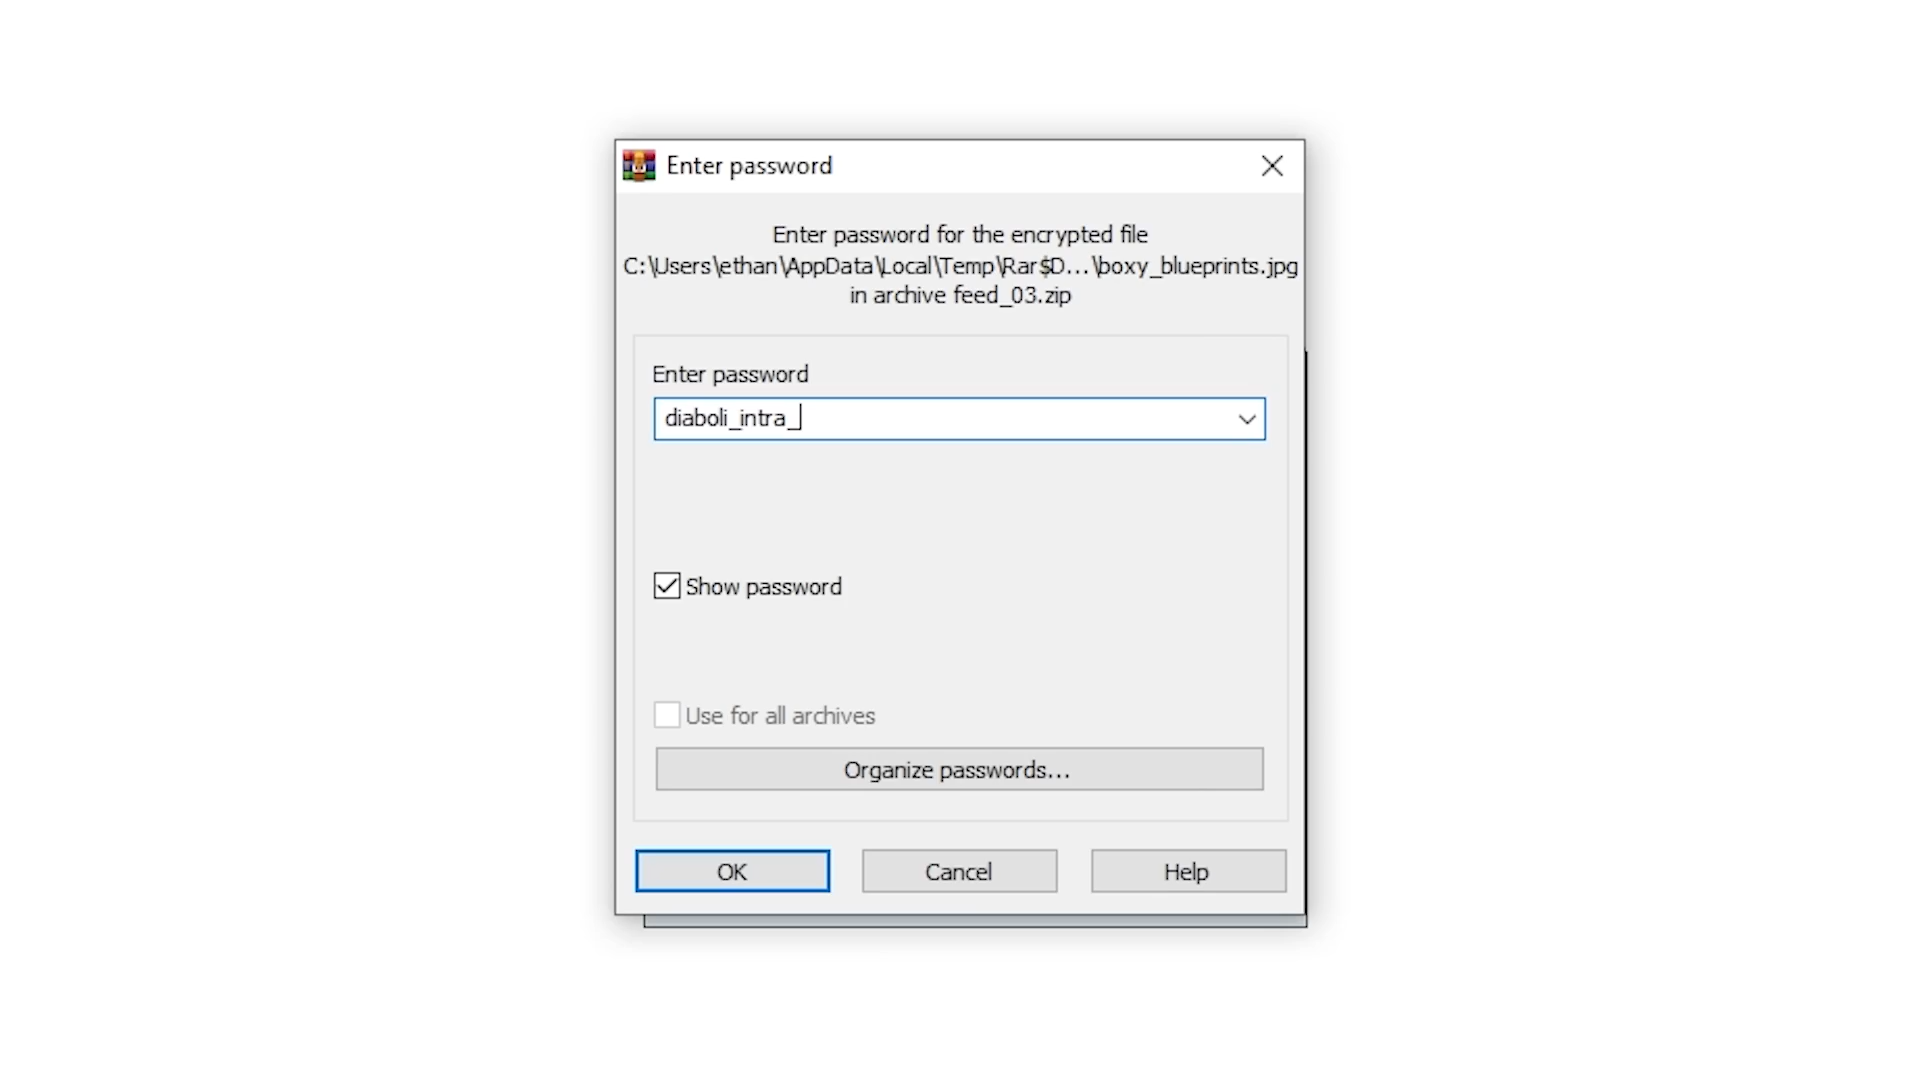 Enter password
Enter password for the encrypted file
C:\Users\ethan\AppData\Local\Temp\Rar$D...\boxy_blueprints.jpg
in archive feed_03.zip
Enter password
diaboli_intra_
Show password
Use for all archives
Organize passwords...
OK Cancel Help